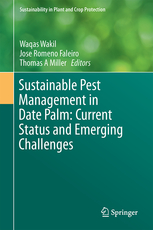 Sustainability in Plant and Crop Protection
Waqas Wakil
Jose Romeno Faleiro
Thomas A Miller Editors
Sustainable Pest
Management in
Date Palm: Current
Status and Emerging
Challenges
Springer